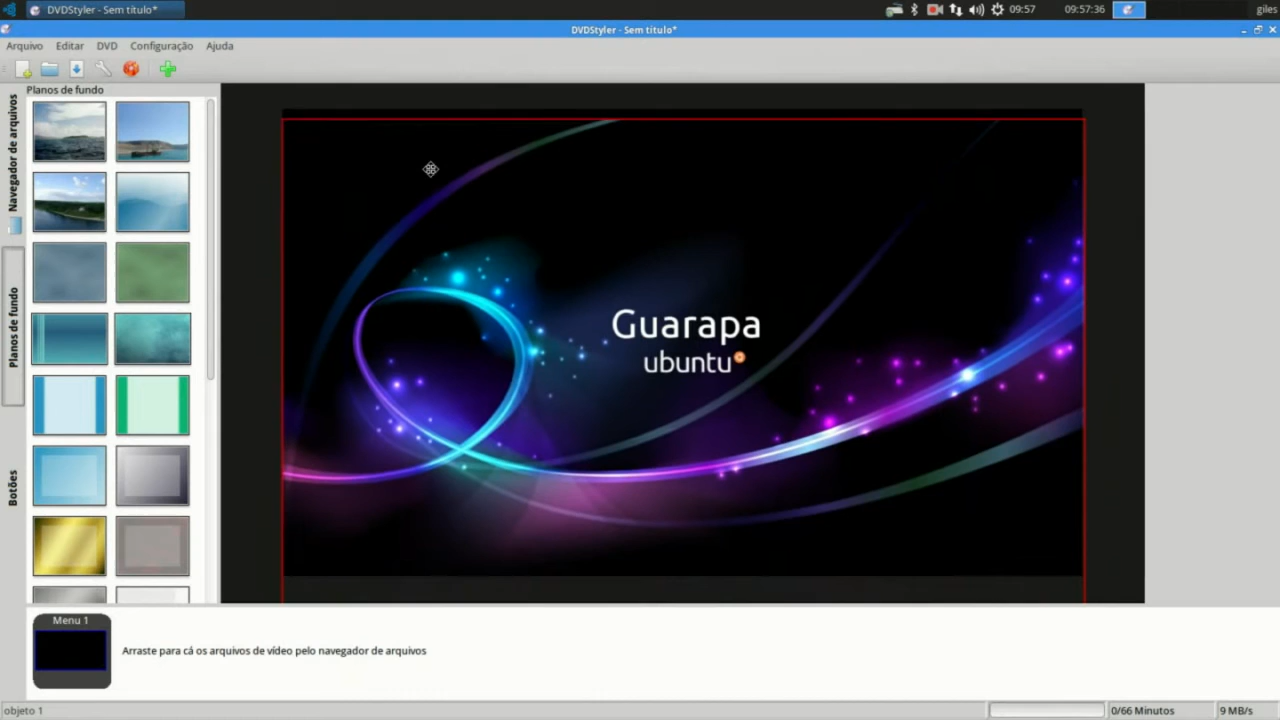 DVDStyler - Sem título*
09:57
09:57:36
giles
DVDStyler - Sem título*
Arquivo Editar DVD Configuração Ajuda
Navegador de arquivos
Planos de fundo
Botões
Planos de fundo
Guarapa
ubuntu
Menu 1
Arraste para cá os arquivos de vídeo pelo navegador de arquivos
objeto 1
0/66 Minutos
9 MB/s